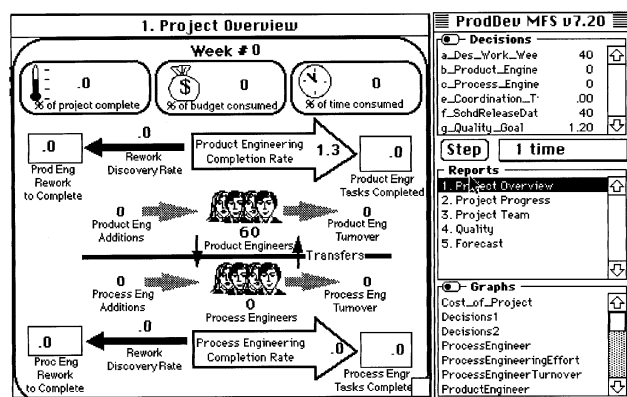 1. Project Overview
Week # 0
.0
% of project complete
$
0
% of budget consumed
0
% of time consumed
.0
Prod Eng
Rework
to Complete
.0
Rework
Discovery Rate
Product Engineering
Completion Rate
1.3
.0
Product Engr
Tasks Completed
0
Product Eng
Additions
60
Product Engineers
0
Product Eng
Turnover
Transfers
0
Process Eng
Additions
0
Process Engineers
0
Process Eng
Turnover
.0
Proc Eng
Rework
to Complete
.0
Rework
Discovery Rate
Process Engineering
Completion Rate
.0
.0
Process Engr
Tasks Complete
ProdDev MFS v7.20
Decisions
a_Des_Work_Wee 40
b_Product_Engine 0
c_Process_Engine 0
e_Coordination_T .00
f_SchdReleaseDat 40
g_Quality_Goal 1.20
Step 1 time
Reports
1. Project Overview
2. Project Progress
3. Project Team
4. Quality
5. Forecast
Graphs
Cost_of_Project
Decisions1
Decisions2
ProcessEngineer
ProcessEngineeringEffort
ProcessEngineerTurnover
ProductEngineer